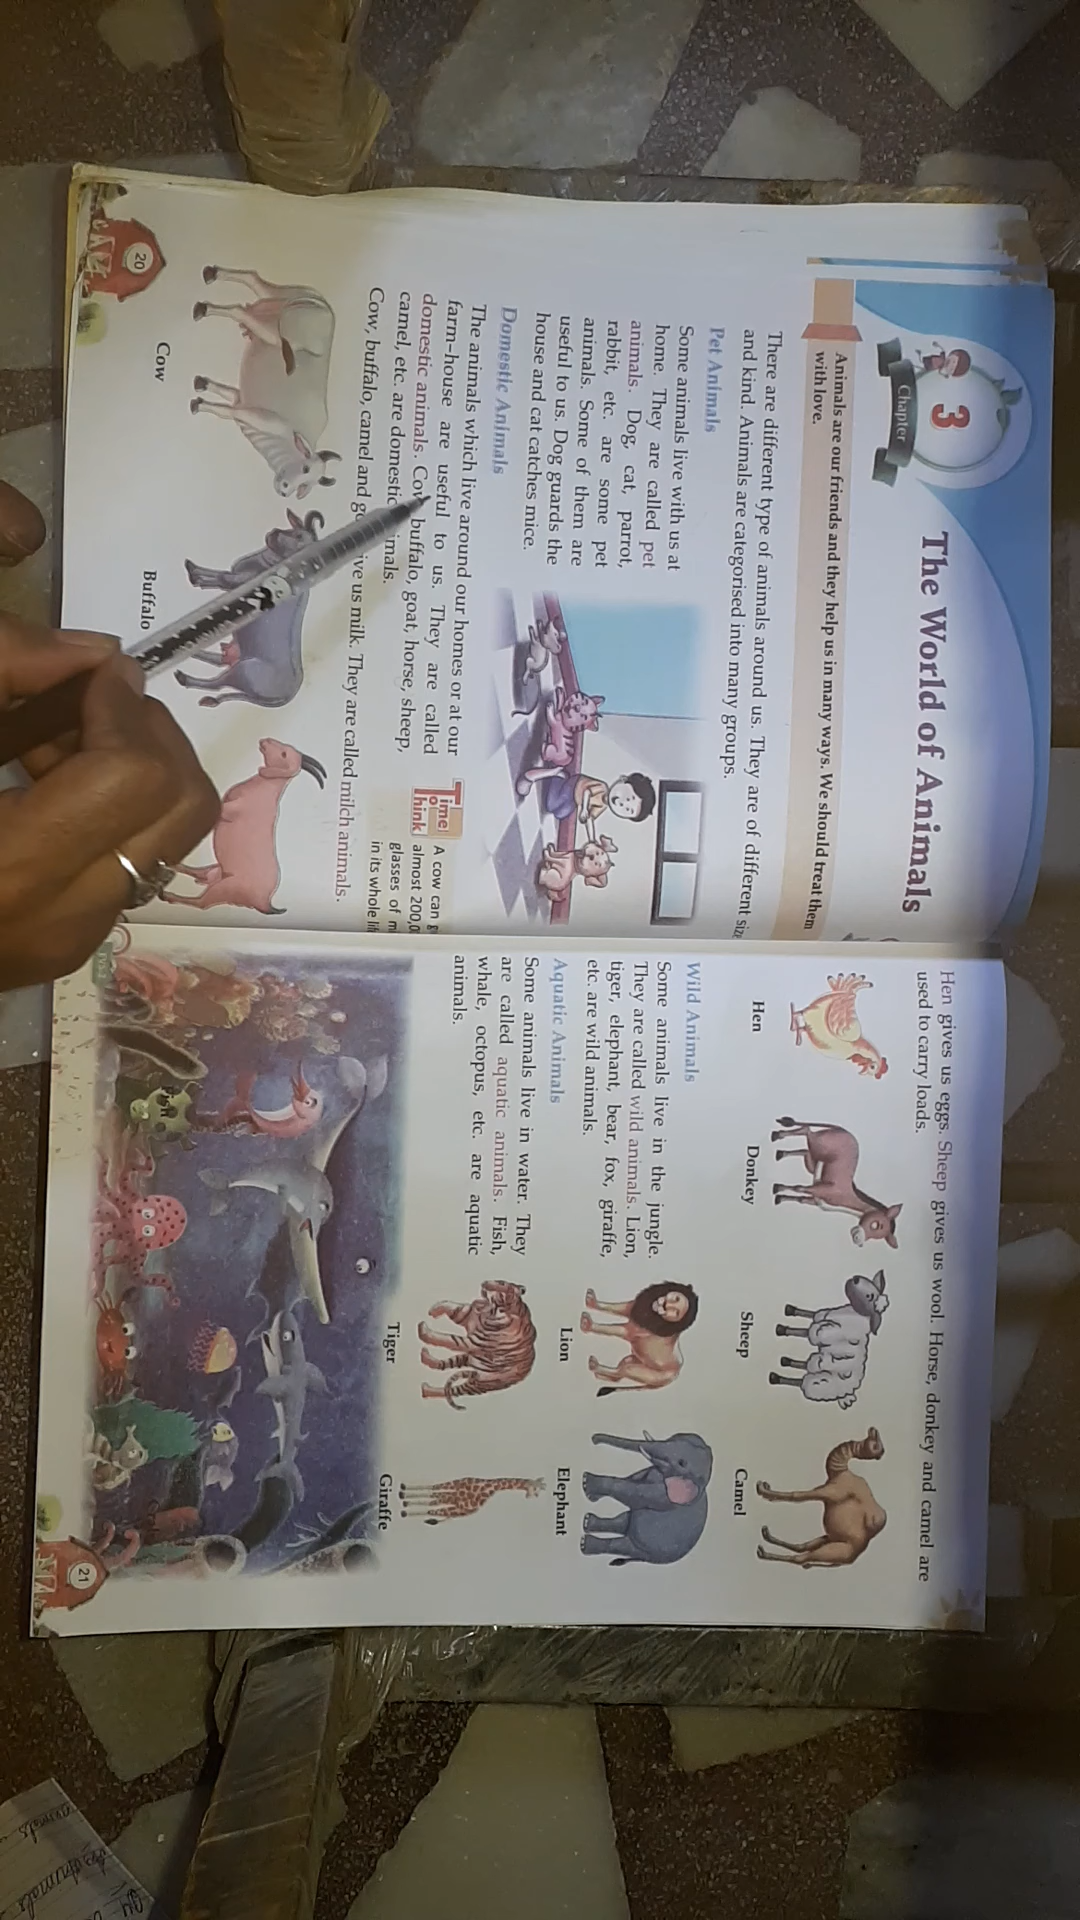 3
Chapter
The World of Animals
Animals are our friends and they help us in many ways. We should treat them
with love.
There are different type of animals around us. They are of different size
and kind. Animals are categorised into many groups.
Pet Animals
Some animals live with us at
home. They are called pet
animals. Dog, cat, parrot,
rabbit, etc. are some pet
animals. Some of them are
useful to us. Dog guards the
house and cat catches mice.
Domestic Animals
The animals which live around our homes or at our
farm-house are useful to us. They are called
domestic animals. buffalo, goat, horse, sheep,
camel, etc. are domestic
Cow, buffalo, camel and us milk. They are called milch animals.
Time to Think
A cow can
almost 200,0
glasses of
in its whole
Cow
Buffalo
20
Hen gives us eggs. Sheep gives us wool. Horse, donkey and camel are
used to carry loads.
Hen
Donkey
Sheep
Camel
Wild Animals
Some animals live in the jungle.
They are called wild animals. Lion,
tiger, elephant, bear, fox, giraffe,
etc. are wild animals.
Lion
Elephant
Aquatic Animals
Some animals live in water. They
are called aquatic animals. Fish,
whale, octopus, etc. are aquatic
animals.
Tiger
Giraffe
Fish
21